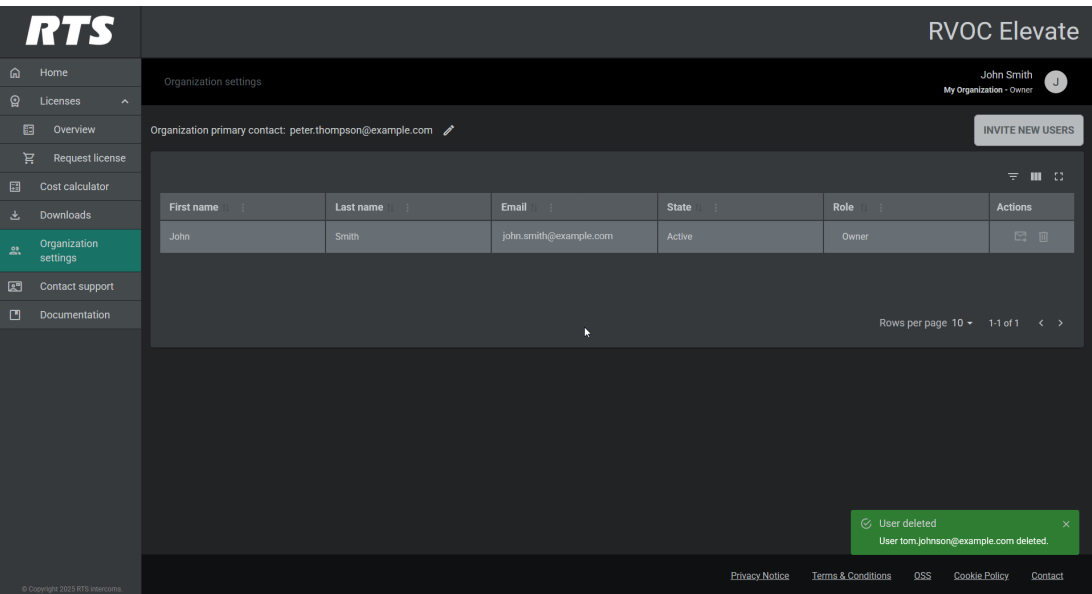 RTS
RVOC Elevate
Home
Licenses
Overview
Request license
Cost calculator
Downloads
Organization
settings
Contact support
Documentation
© Copyright 2025 RTS Intercoms.
Organization settings
John Smith
My Organization - Owner
J
Organization primary contact: peter.thompson@example.com
INVITE NEW USERS
First name Last name Email State Role Actions
John Smith john.smith@example.com Active Owner
Rows per page 10 1-1 of 1
User deleted
User tom.johnson@example.com deleted.
Privacy Notice Terms & Conditions OSS Cookie Policy Contact